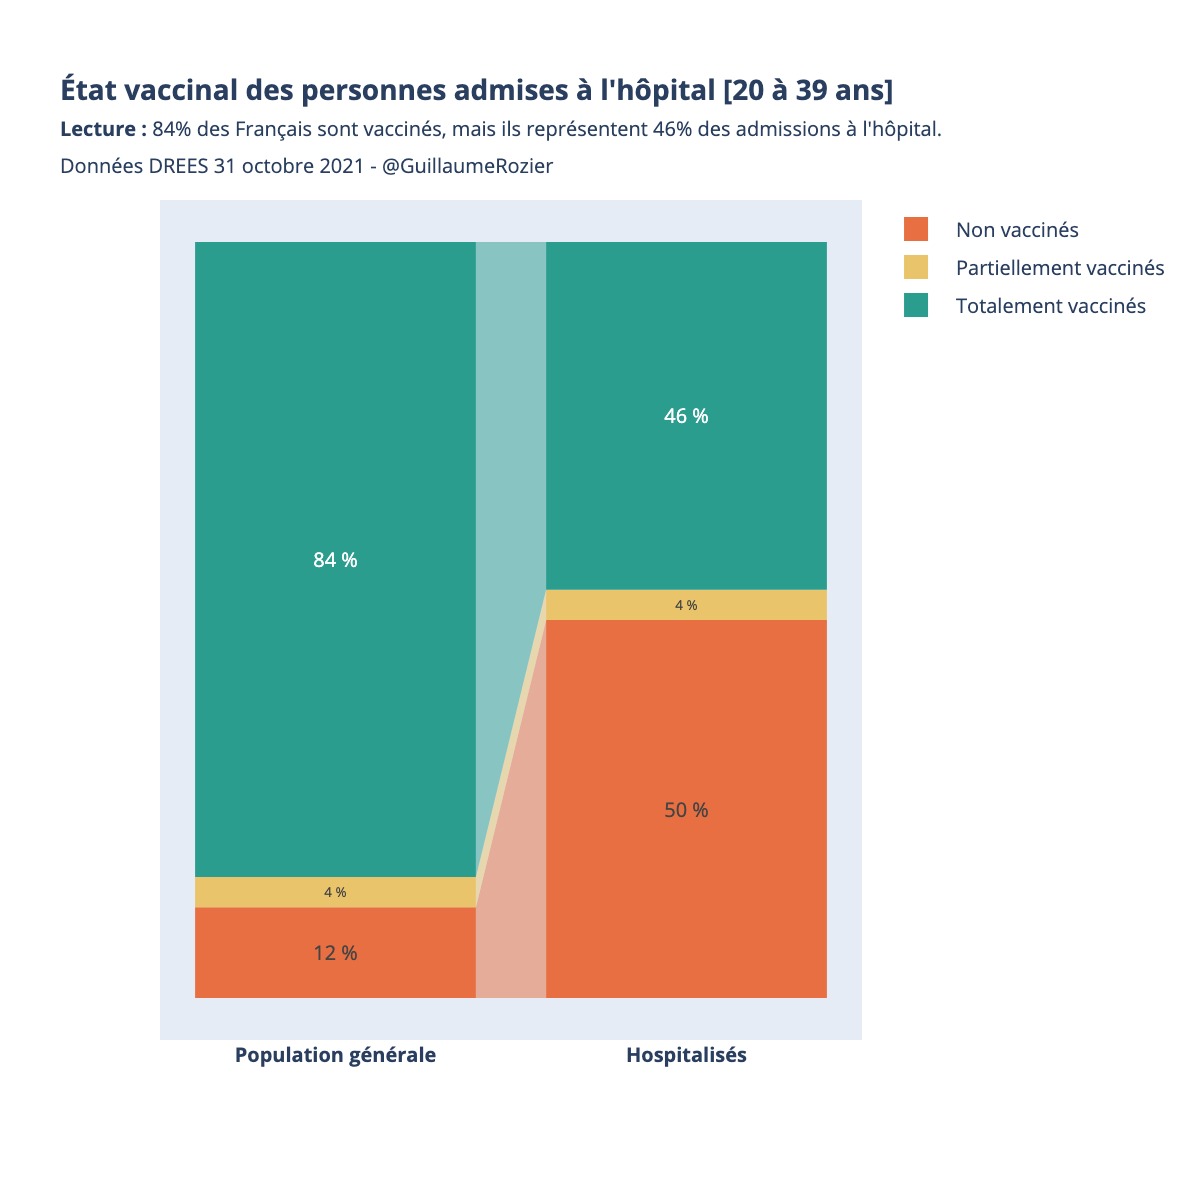 État vaccinal des personnes admises à l'hôpital [20 à 39 ans]
Lecture : 84% des Français sont vaccinés, mais ils représentent 46% des admissions à l'hôpital.
Données DREES 31 octobre 2021 - @GuillaumeRozier
Non vaccinés
Partiellement vaccinés
Totalement vaccinés
46 %
84 %
4 %
50 %
4 %
12 %
Population générale
Hospitalisés